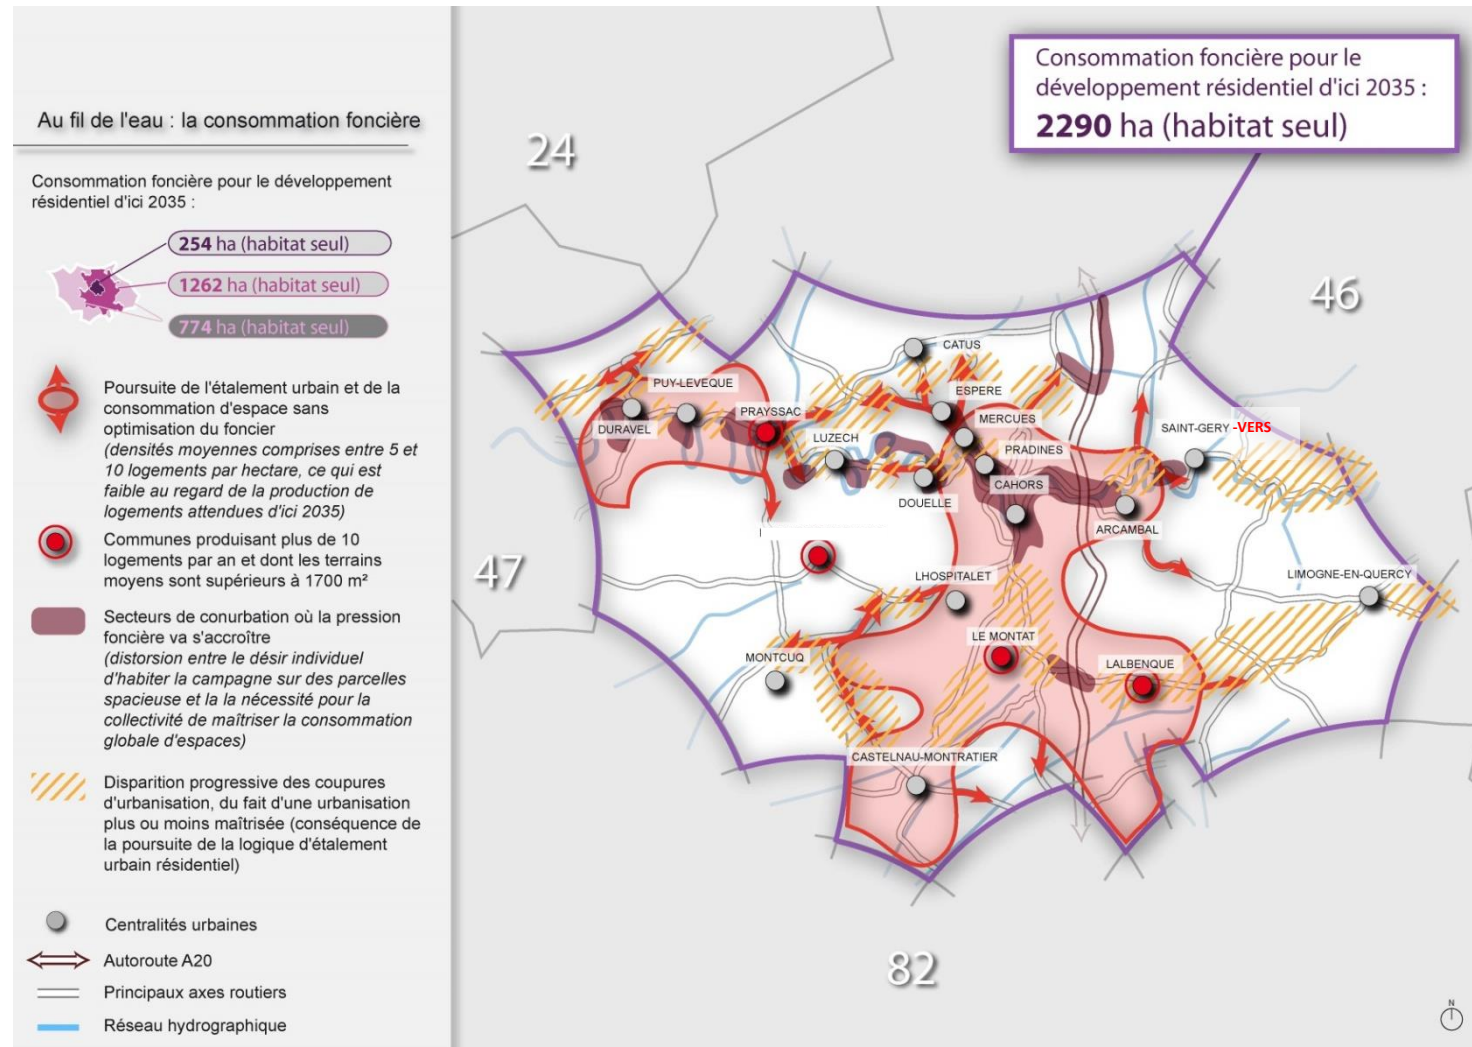 Au fil de l'eau : la consommation foncière
Consommation foncière pour le développement
résidentiel d'ici 2035 :
254 ha (habitat seul)
1262 ha (habitat seul)
774 ha (habitat seul)
Poursuite de l'étalement urbain et de la
consommation d'espace sans
optimisation du foncier
(densités moyennes comprises entre 5 et
10 logements par hectare, ce qui est
faible au regard de la production de
logements attendues d'ici 2035)
Communes produisant plus de 10
logements par an et dont les terrains
moyens sont supérieurs à 1700 m²
Secteurs de conurbation où la pression
foncière va s'accroître
(distorsion entre le désir individuel
d'habiter la campagne sur des parcelles
spacieuse et la la nécessité pour la
collectivité de maîtriser la consommation
globale d'espaces)
Disparition progressive des coupures
d'urbanisation, du fait d'une urbanisation
plus ou moins maîtrisée (conséquence de
la poursuite de la logique d'étalement
urbain résidentiel)
Centralités urbaines
Autoroute A20
Principaux axes routiers
Réseau hydrographique
Consommation foncière pour le
développement résidentiel d'ici 2035 :
2290 ha (habitat seul)
24
46
47
82
CATUS
PUY-LEVEQUE
ESPERE
PRAYSSAC
MERCUES
DURAVEL
LUZECH
SAINT-GERY -VERS
PRADINES
CAHORS
DOUELLE
ARCAMBAL
LHOSPITALET
LIMOGNE-EN-QUERCY
LE MONTAT
MONTCUQ
LALBENQUE
CASTELNAU-MONTRATIER
N